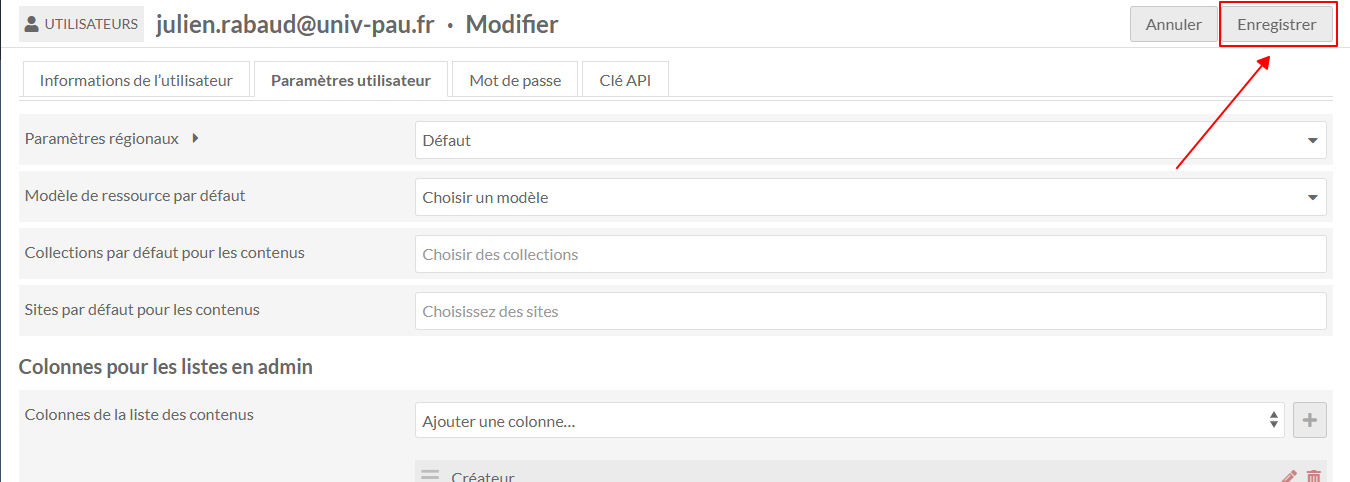 UTILISATEURS julien.rabaud@univ-pau.fr • Modifier Annuler Enregistrer
Informations de l’utilisateur Paramètres utilisateur Mot de passe Clé API
Paramètres régionaux Défaut
Modèle de ressource par défaut Choisir un modèle
Collections par défaut pour les contenus Choisir des collections
Sites par défaut pour les contenus Choisissez des sites
Colonnes pour les listes en admin
Colonnes de la liste des contenus Ajouter une colonne…
Créateur